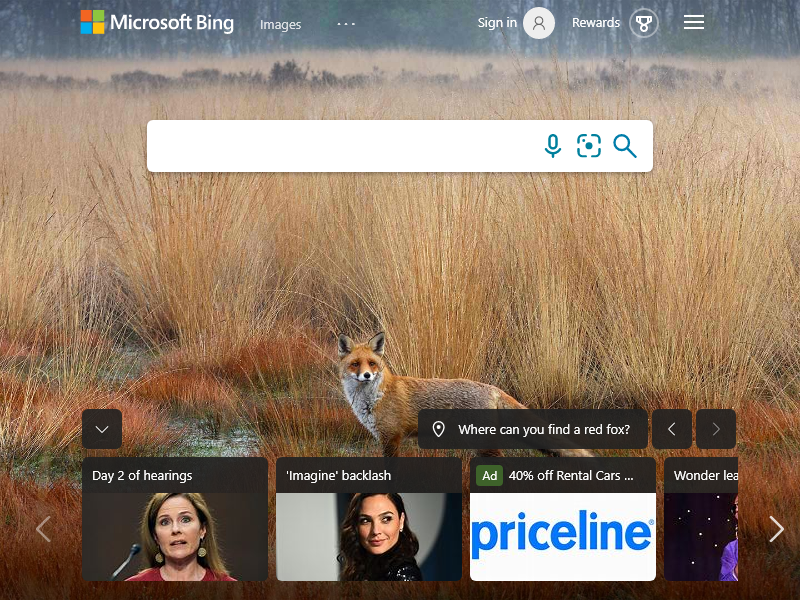 Microsoft Bing
Images
Sign in
Rewards
Where can you find a red fox?
Day 2 of hearings
'Imagine' backlash
Ad 40% off Rental Cars ...
Wonder lea
priceline®